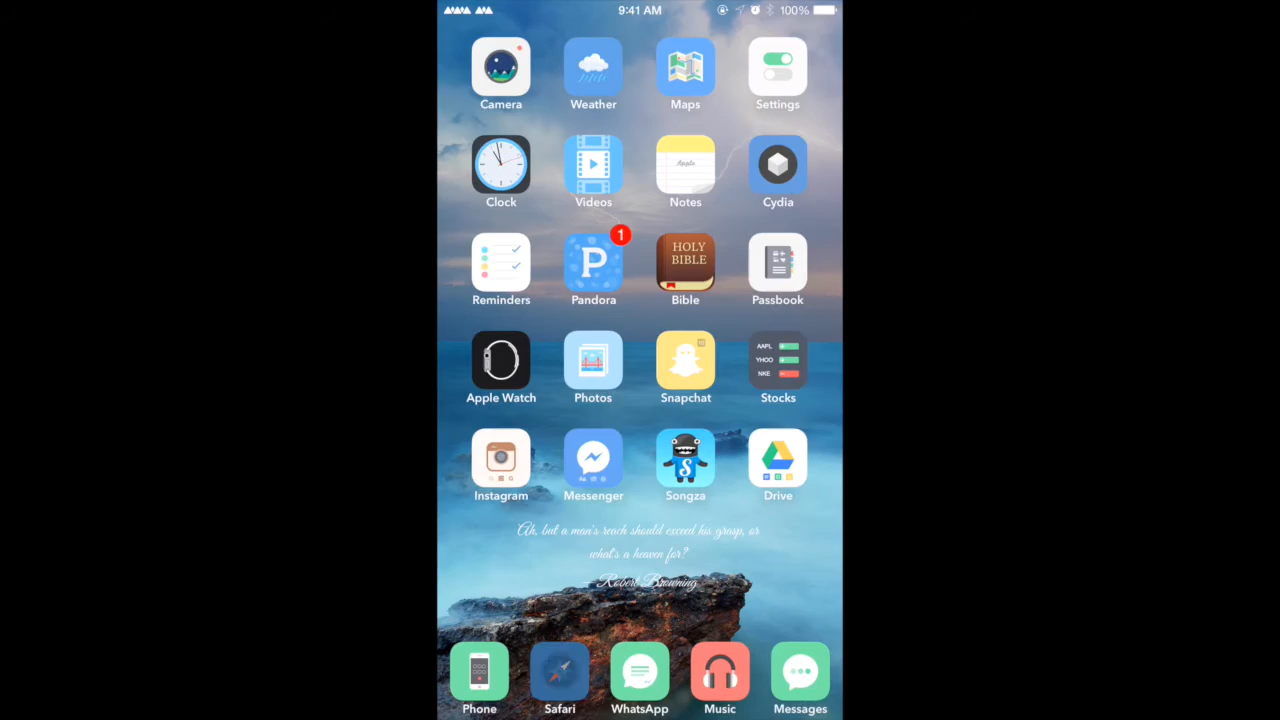 9:41 AM 100%
Camera Weather Maps Settings
Apple
Clock Videos Notes Cydia
1
P HOLY
BIBLE
Reminders Pandora Bible Passbook
AAPL
YHOO
NKE
Apple Watch Photos Snapchat Stocks
S
Instagram Messenger Songza Drive
Ah, but a man's reach should exceed his grasp, or
what's a heaven for?
— Robert Browning
Phone Safari WhatsApp Music Messages